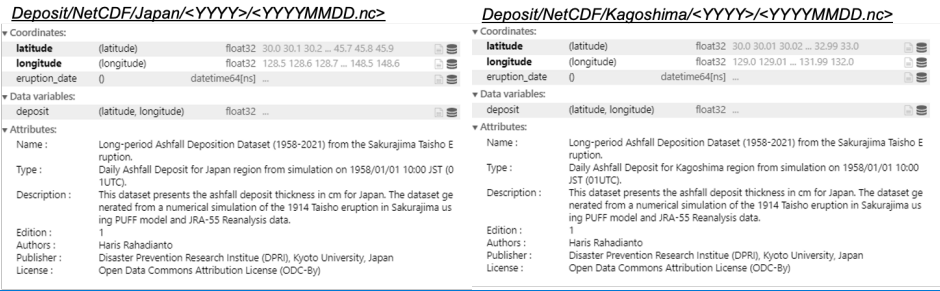 Deposit/NetCDF/Japan/<YYYY>/<YYYYMMDD.nc>
▾ Coordinates:
latitude (latitude) float32 30.0 30.1 30.2 ... 45.7 45.8 45.9
longitude (longitude) float32 128.5 128.6 128.7 ... 148.5 148.6
eruption_date () datetime64[ns] ...
▾ Data variables:
deposit (latitude, longitude) float32 ...
▾ Attributes:
Name : Long-period Ashfall Deposition Dataset (1958-2021) from the Sakurajima Taisho E
ruption.
Type : Daily Ashfall Deposit for Japan region from simulation on 1958/01/01 10:00 JST (0
1UTC).
Description : This dataset presents the ashfall deposit thickness in cm for Japan. The dataset ge
nerated from a numerical simulation of the 1914 Taisho eruption in Sakurajima us
ing PUFF model and JRA-55 Reanalysis data.
Edition : 1
Authors : Haris Rahadianto
Publisher : Disaster Prevention Research Institue (DPRI), Kyoto University, Japan
License : Open Data Commons Attribution License (ODC-By)
Deposit/NetCDF/Kagoshima/<YYYY>/<YYYYMMDD.nc>
▾ Coordinates:
latitude (latitude) float32 30.0 30.01 30.02 ... 32.99 33.0
longitude (longitude) float32 129.0 129.01 ... 131.99 132.0
eruption_date () datetime64[ns] ...
▾ Data variables:
deposit (latitude, longitude) float32 ...
▾ Attributes:
Name : Long-period Ashfall Deposition Dataset (1958-2021) from the Sakurajima Taisho E
ruption.
Type : Daily Ashfall Deposit for Kagoshima region from simulation on 1958/01/01 10:00
JST (01UTC).
Description : This dataset presents the ashfall deposit thickness in cm for Japan. The dataset ge
nerated from a numerical simulation of the 1914 Taisho eruption in Sakurajima us
ing PUFF model and JRA-55 Reanalysis data.
Edition : 1
Authors : Haris Rahadianto
Publisher : Disaster Prevention Research Institue (DPRI), Kyoto University, Japan
License : Open Data Commons Attribution License (ODC-By)